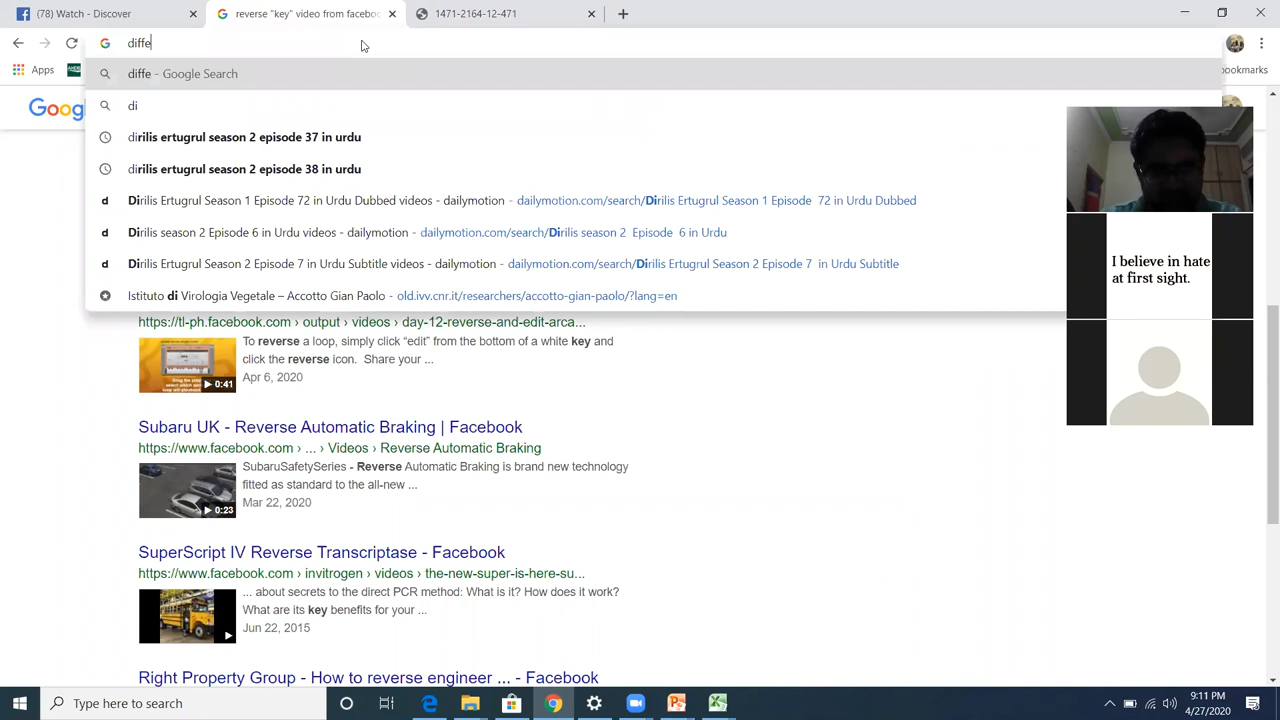 (78) Watch - Discover
reverse "key" video from faceboo
1471-2164-12-471
diffe
diffe - Google Search
di
dirilis ertugrul season 2 episode 37 in urdu
dirilis ertugrul season 2 episode 38 in urdu
Dirilis Ertugrul Season 1 Episode 72 in Urdu Dubbed videos - dailymotion - dailymotion.com/search/Dirilis Ertugrul Season 1 Episode 72 in Urdu Dubbed
Dirilis season 2 Episode 6 in Urdu videos - dailymotion - dailymotion.com/search/Dirilis season 2 Episode 6 in Urdu
Dirilis Ertugrul Season 2 Episode 7 in Urdu Subtitle videos - dailymotion - dailymotion.com/search/Dirilis Ertugrul Season 2 Episode 7 in Urdu Subtitle
Istituto di Virologia Vegetale – Accotto Gian Paolo - old.ivv.cnr.it/researchers/accotto-gian-paolo/?lang=en
Apps
ookmarks
Goog
I believe in hate
at first sight.
https://tl-ph.facebook.com › output › videos › day-12-reverse-and-edit-arca...
To reverse a loop, simply click “edit” from the bottom of a white key and
click the reverse icon. Share your ...
0:41
Apr 6, 2020
Subaru UK - Reverse Automatic Braking | Facebook
https://www.facebook.com › ... › Videos › Reverse Automatic Braking
SubaruSafetySeries - Reverse Automatic Braking is brand new technology
fitted as standard to the all-new ...
0:23
Mar 22, 2020
SuperScript IV Reverse Transcriptase - Facebook
https://www.facebook.com › invitrogen › videos › the-new-super-is-here-su...
... about secrets to the direct PCR method: What is it? How does it work?
What are its key benefits for your ...
Jun 22, 2015
Right Property Group - How to reverse engineer ... - Facebook
Type here to search
9:11 PM
4/27/2020